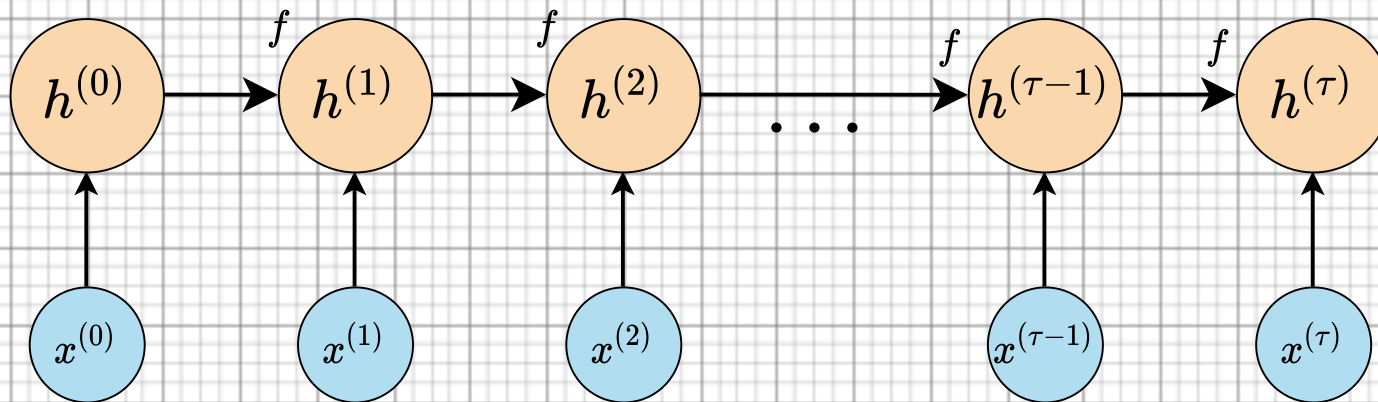 f f f f
h^{(0)} h^{(1)} h^{(2)} h^{(τ−1)} h^{(τ)}
. . .
x^{(0)} x^{(1)} x^{(2)} x^{(τ−1)} x^{(τ)}